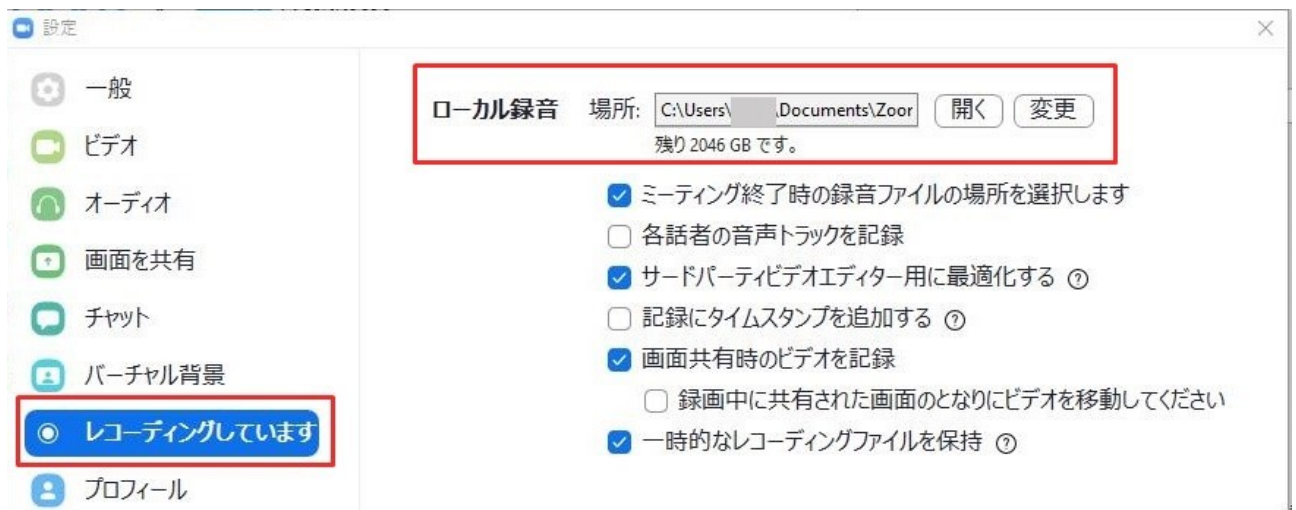 設定
一般
ビデオ
オーディオ
画面を共有
チャット
バーチャル背景
レコーディングしています
プロフィール
ローカル録音 場所: C:\Users\ \Documents\Zoor 開く 変更
残り 2046 GB です。
ミーティング終了時の録音ファイルの場所を選択します
各話者の音声トラックを記録
サードパーティビデオエディター用に最適化する ?
記録にタイムスタンプを追加する ?
画面共有時のビデオを記録
録画中に共有された画面のとなりにビデオを移動してください
一時的なレコーディングファイルを保持 ?